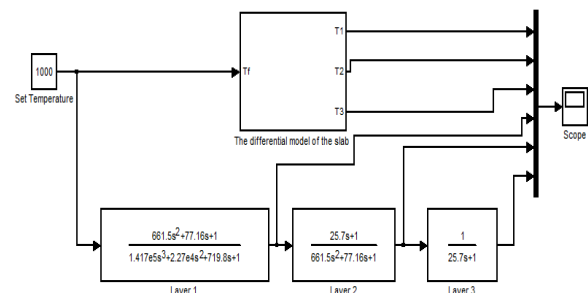 T1
1000
Tf
T2
Set Temperature
T3
Scope
The differential model of the slab
661.5s²+77.16s+1
1.417e5s³+2.27e4s²+719.8s+1
Layer 1
25.7s+1
661.5s²+77.16s+1
Layer 2
1
25.7s+1
Layer 3